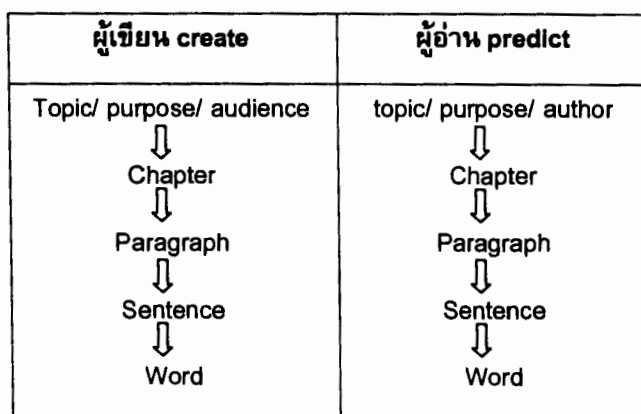 ผู้เขียน create ผู้อ่าน predict
Topic/ purpose/ audience topic/ purpose/ author
Chapter Chapter
Paragraph Paragraph
Sentence Sentence
Word Word